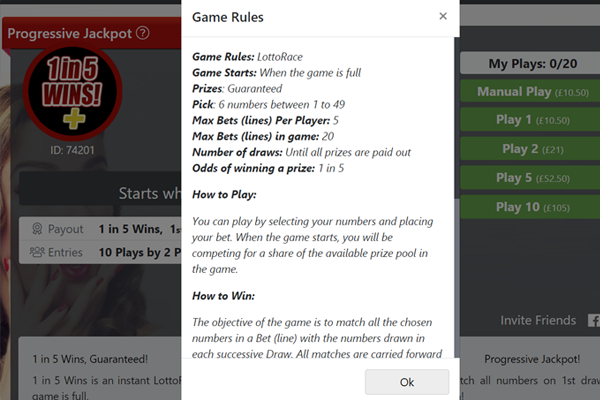 Game Rules
×
Progressive Jackpot ?
1 in 5
WINS!
ID: 74201
Starts wh
Payout 1 in 5 Wins, 1s
Entries 10 Plays by 2 P
1 in 5 Wins, Guaranteed!
1 in 5 Wins is an instant Lotto
game is full.
Game Rules: LottoRace
Game Starts: When the game is full
Prizes: Guaranteed
Pick: 6 numbers between 1 to 49
Max Bets (lines) Per Player: 5
Max Bets (lines) in game: 20
Number of draws: Until all prizes are paid out
Odds of winning a prize: 1 in 5
How to Play:
You can play by selecting your numbers and placing
your bet. When the game starts, you will be
competing for a share of the available prize pool in
the game.
How to Win:
The objective of the game is to match all the chosen
numbers in a Bet (line) with the numbers drawn in
each successive Draw. All matches are carried forward
Ok
My Plays: 0/20
Manual Play (£10.50)
Play 1 (£10.50)
Play 2 (£21)
Play 5 (£52.50)
Play 10 (£105)
Invite Friends
Progressive Jackpot!
tch all numbers on 1st draw